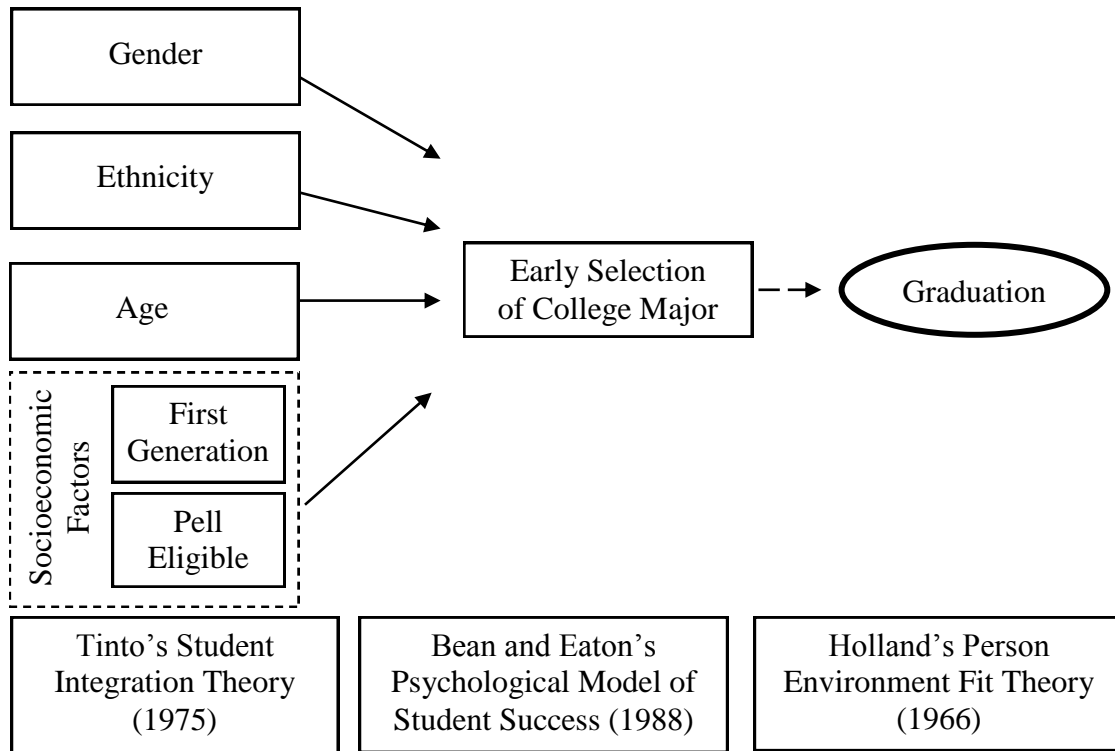 Gender
Ethnicity
Age
Early Selection
of College Major
Graduation
Socioeconomic
Factors
First
Generation
Pell
Eligible
Tinto’s Student
Integration Theory
(1975)
Bean and Eaton’s
Psychological Model of
Student Success (1988)
Holland’s Person
Environment Fit Theory
(1966)